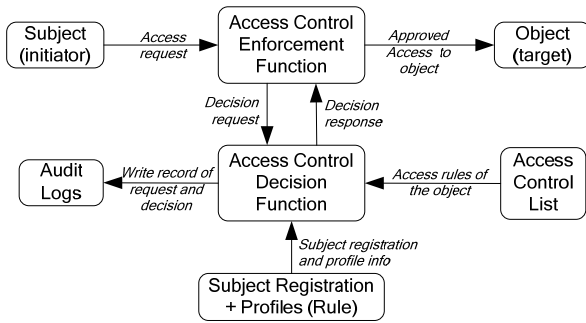 Subject
(initiator)
Access
request
Access Control
Enforcement
Function
Approved
Access to
object
Object
(target)
Decision
request
Decision
response
Audit
Logs
Write record of
request and
decision
Access Control
Decision
Function
Access rules of
the object
Access
Control
List
Subject registration
and profile info
Subject Registration
+ Profiles (Rule)